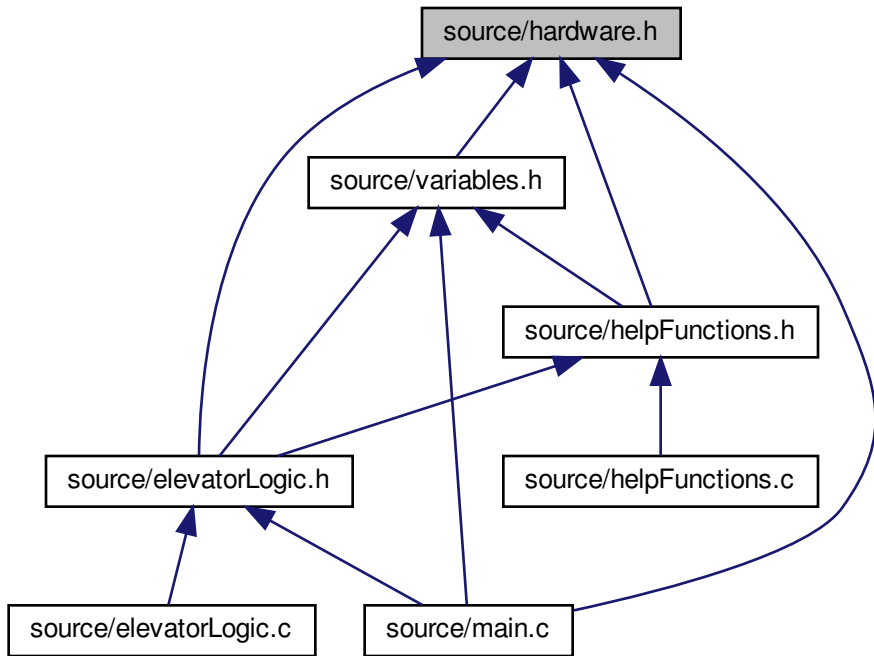 source/hardware.h
source/variables.h
source/helpFunctions.h
source/elevatorLogic.h
source/helpFunctions.c
source/elevatorLogic.c
source/main.c